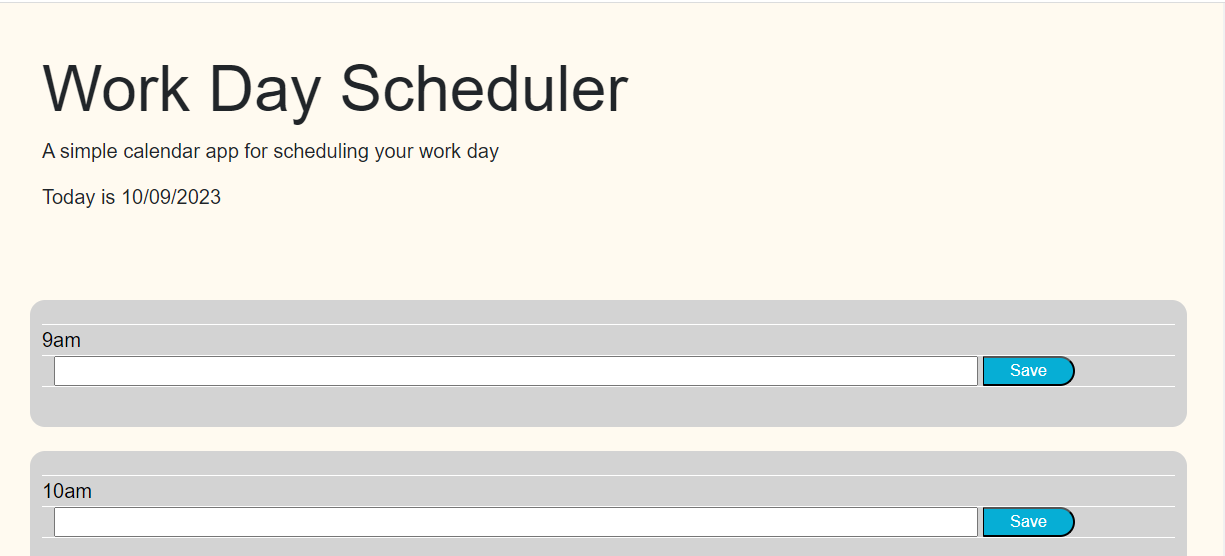 Work Day Scheduler
A simple calendar app for scheduling your work day
Today is 10/09/2023
9am
Save
10am
Save